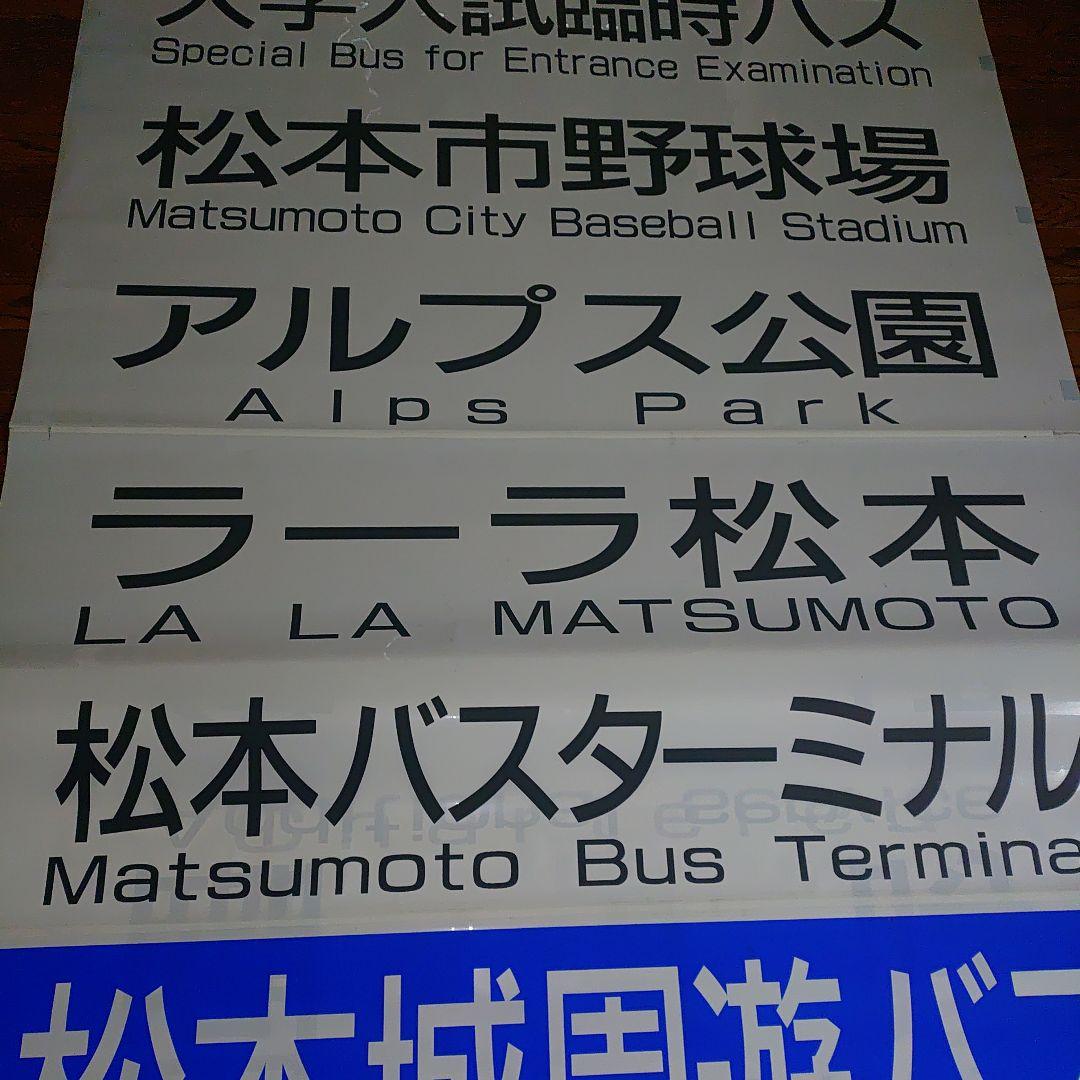 大学入試臨時バス
Special Bus for Entrance Examination
松本市野球場
Matsumoto City Baseball Stadium
アルプス公園
Alps Park
ラーラ松本
LA LA MATSUMOTO
松本バスターミナル
Matsumoto Bus Termina
松本城周遊バス